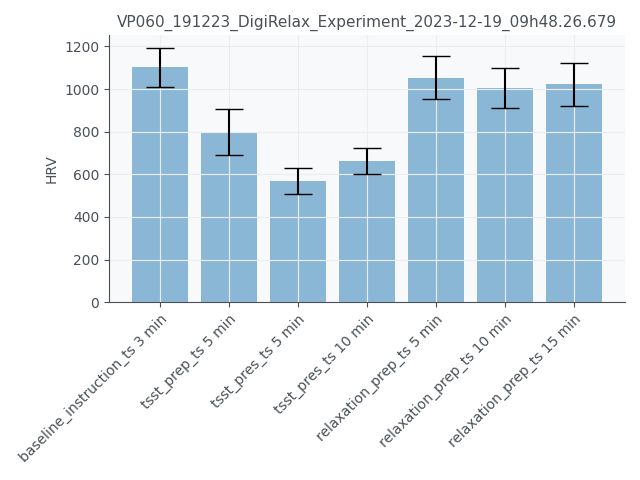 VP060_191223_DigiRelax_Experiment_2023-12-19_09h48.26.679
1200
1000
800
600
400
200
0
HRV
baseline_instruction_ts 3 min
tsst_prep_ts 5 min
tsst_pres_ts 5 min
tsst_pres_ts 10 min
relaxation_prep_ts 5 min
relaxation_prep_ts 10 min
relaxation_prep_ts 15 min